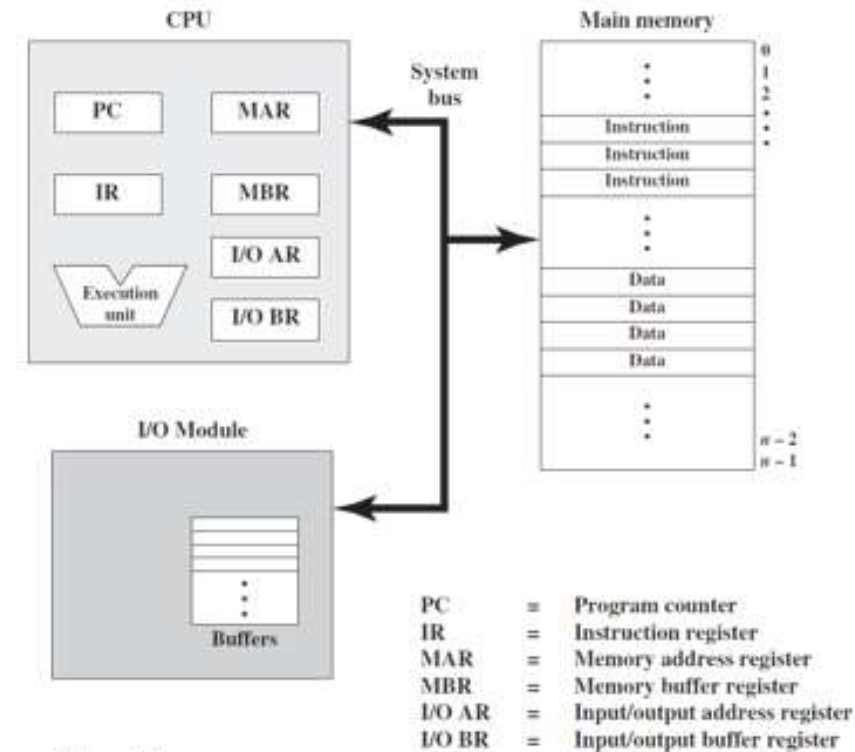 CPU
PC
MAR
IR
MBR
I/O AR
Execution
unit
I/O BR
System
bus
Main memory
0
1
2
Instruction
Instruction
Instruction
Data
Data
Data
Data
n – 2
n – 1
I/O Module
Buffers
PC = Program counter
IR = Instruction register
MAR = Memory address register
MBR = Memory buffer register
I/O AR = Input/output address register
I/O BR = Input/output buffer register